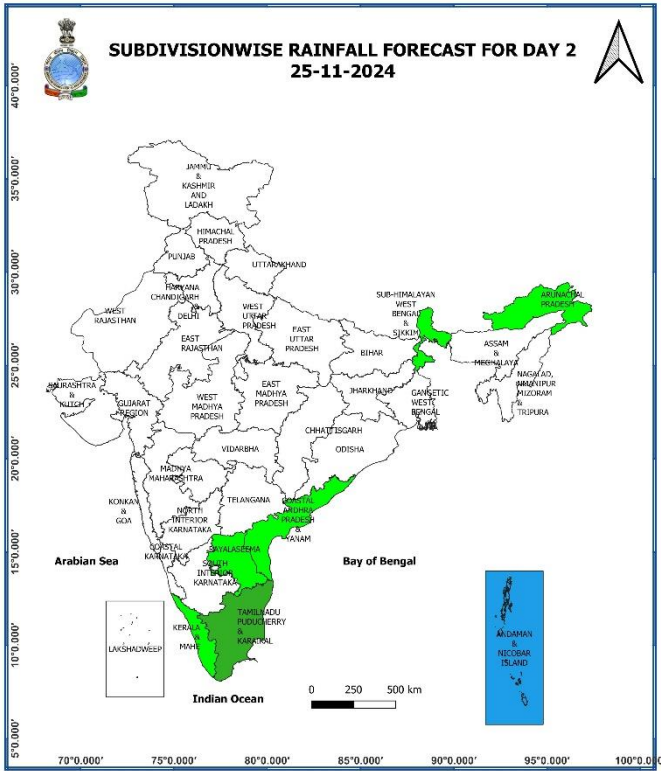 SUBDIVISIONWISE RAINFALL FORECAST FOR DAY 2
25-11-2024
40°0.000'
35°0.000'
30°0.000'
25°0.000'
20°0.000'
15°0.000'
10°0.000'
5°0.000'
JAMMU
&
KASHMIR
AND
LADAKH
HIMACHAL
PRADESH
PUNJAB
UTTARAKHAND
HARYANA
CHANDIGARH
DELHI
WEST
RAJASTHAN
WEST
UTTAR
PRADESH
EAST
RAJASTHAN
EAST
UTTAR
PRADESH
SUB-HIMALAYAN
WEST
BENGAL
&
SIKKIM
ARUNACHAL
PRADESH
ASSAM
&
MEGHALAYA
BIHAR
SAURASHTRA
&
KUTCH
GUJARAT
REGION
WEST
MADHYA
PRADESH
EAST
MADHYA
PRADESH
JHARKHAND
GANGETIC
WEST
BENGAL
NAGALAD,
MANIPUR
MIZORAM
&
TRIPURA
CHHATTISGARH
ODISHA
VIDARBHA
MADHYA
MAHARASHTRA
KONKAN
&
GOA
NORTH
INTERIOR
KARNATAKA
TELANGANA
COASTAL
ANDHRA
PRADESH
&
YANAM
COASTAL
KARNATAKA
RAYALASEEMA
SOUTH
INTERIOR
KARNATAKA
Arabian Sea
Bay of Bengal
KERALA
&
MAHE
TAMILNADU
PUDUCHERRY
&
KARAIKAL
LAKSHADWEEP
ANDAMAN
&
NICOBAR
ISLAND
Indian Ocean
0 250 500 km
70°0.000' 75°0.000' 80°0.000' 85°0.000' 90°0.000' 95°0.000' 100°0.000'